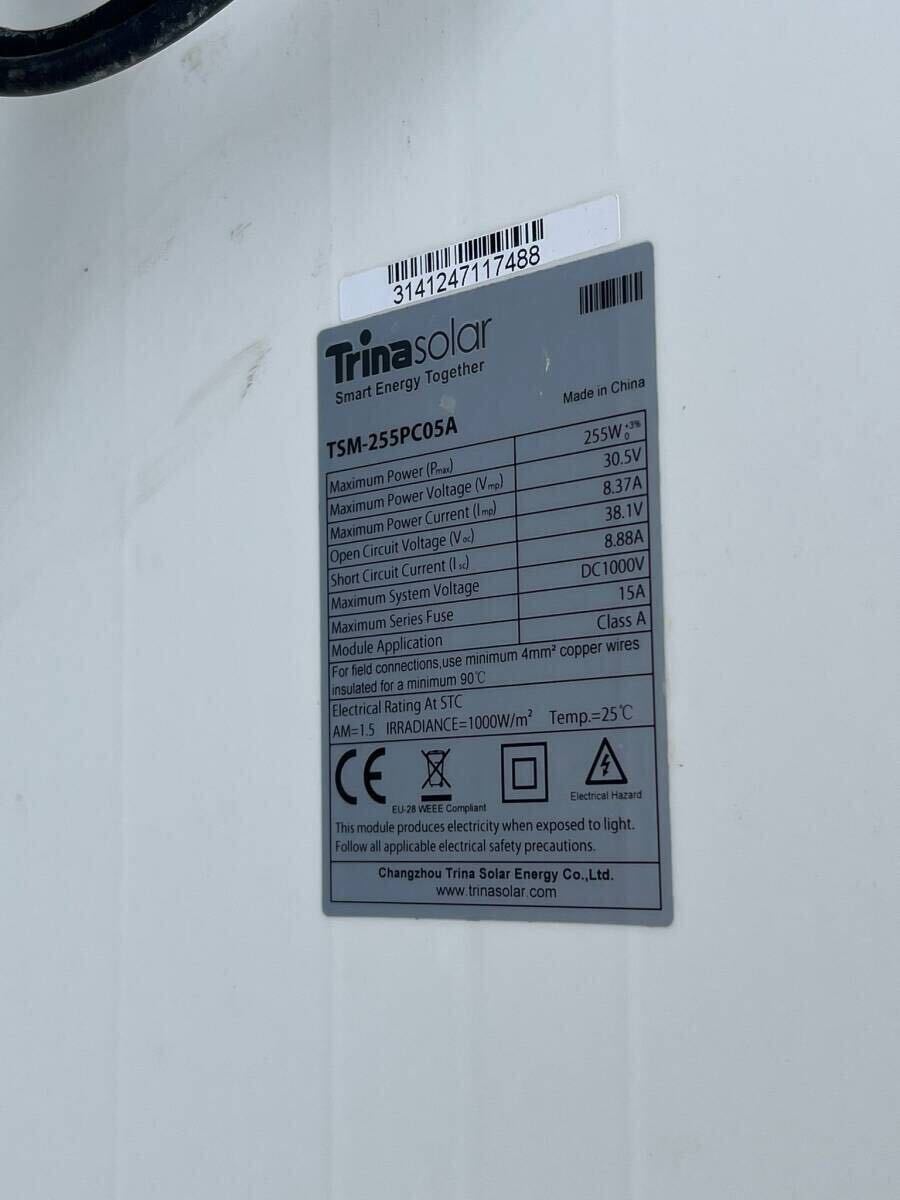 3141247117488
Trinasolar
Smart Energy Together
Made in China
TSM-255PC05A
Maximum Power (Pmax) 255W +3% 0
Maximum Power Voltage (Vmp) 30.5V
Maximum Power Current (Imp) 8.37A
Open Circuit Voltage (Voc) 38.1V
Short Circuit Current (Isc) 8.88A
Maximum System Voltage DC1000V
Maximum Series Fuse 15A
Module Application Class A
For field connections,use minimum 4mm² copper wires
insulated for a minimum 90℃
Electrical Rating At STC
AM=1.5 IRRADIANCE=1000W/m² Temp.=25℃
CE
EU-28 WEEE Compliant
Electrical Hazard
This module produces electricity when exposed to light.
Follow all applicable electrical safety precautions.
Changzhou Trina Solar Energy Co.,Ltd.
www.trinasolar.com